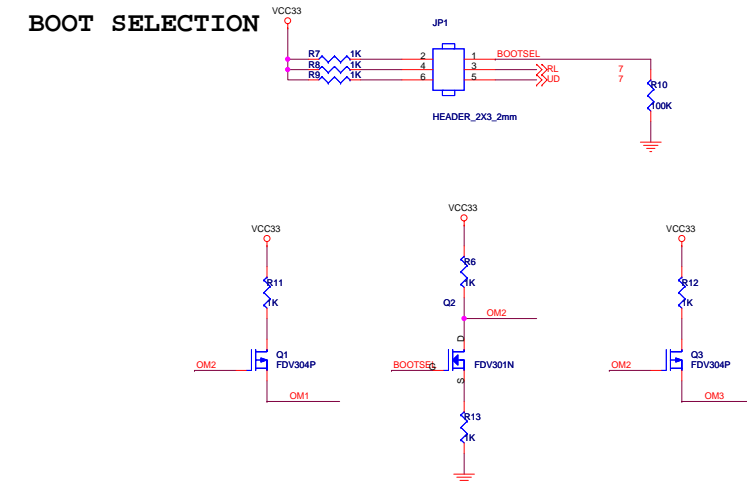 BOOT SELECTION
VCC33
JP1
R7 1K 2 1 BOOTSEL
R8 1K 4 3 RL 7
R9 1K 6 5 UD 7
R10
100K
HEADER_2X3_2mm
VCC33
VCC33
VCC33
R6
1K
R11
1K
R12
1K
Q2
OM2
D
Q1
FDV304P
OM2
BOOTSEL
G
FDV301N
S
Q3
FDV304P
OM2
OM1
OM3
R13
1K